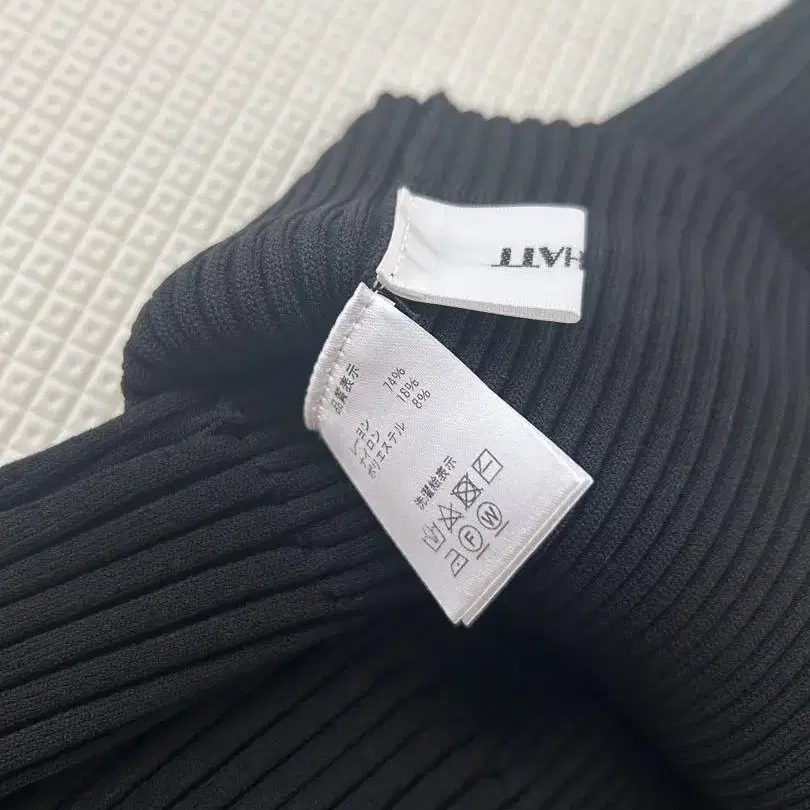 HATT
品質表示
レーヨン 74%
ナイロン 18%
ポリエステル 8%
洗濯絵表示
F W